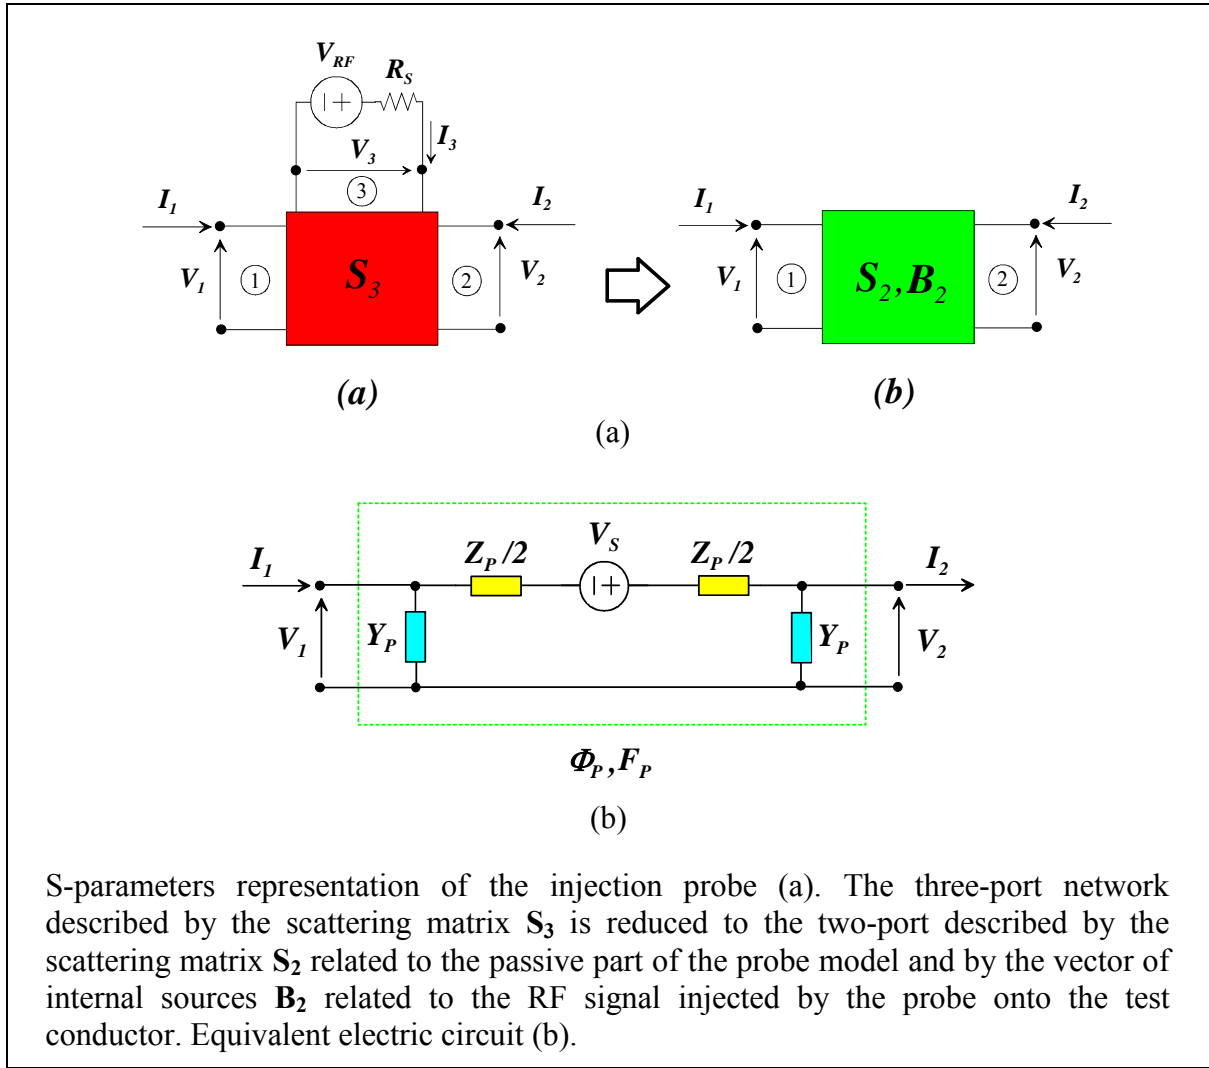 V_RF R_S
I_3
V_3
③
I_1 I_2 I_1 I_2
V_1 ① S_3 ② V_2 V_1 ① S_2,B_2 ② V_2
(a) (b)
(a)
Z_P/2 V_S Z_P/2
I_1 I_2
V_1 Y_P Y_P V_2
Φ_P,F_P
(b)
S-parameters representation of the injection probe (a). The three-port network
described by the scattering matrix S_3 is reduced to the two-port described by the
scattering matrix S_2 related to the passive part of the probe model and by the vector of
internal sources B_2 related to the RF signal injected by the probe onto the test
conductor. Equivalent electric circuit (b).